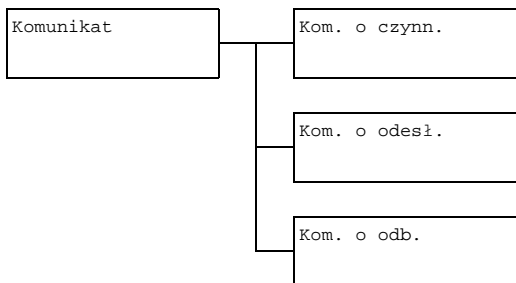 Komunikat
Kom. o czynn.
Kom. o odesł.
Kom. o odb.